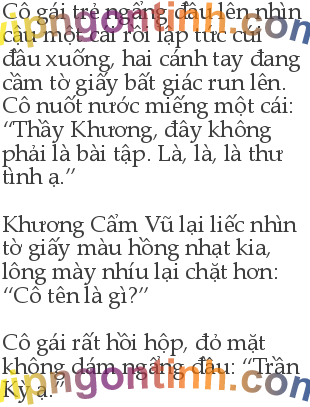 Cô gái trẻ ngẩng đầu lên nhìn
cậu một cái rồi lập tức cúi
đầu xuống, hai cánh tay đang
cầm tờ giấy bất giác run lên.
Cô nuốt nước miếng một cái:
“Thầy Khương, đây không
phải là bài tập. Là, là, là thư
tình ạ.”
Khương Cẩm Vũ lại liếc nhìn
tờ giấy màu hồng nhạt kia,
lông mày nhíu lại chặt hơn:
“Cô tên là gì?”
Cô gái rất hồi hộp, đỏ mặt
không dám ngẩng đầu: “Trần
Kỳ ạ.”
vipngontinh.com
vipngontinh.com